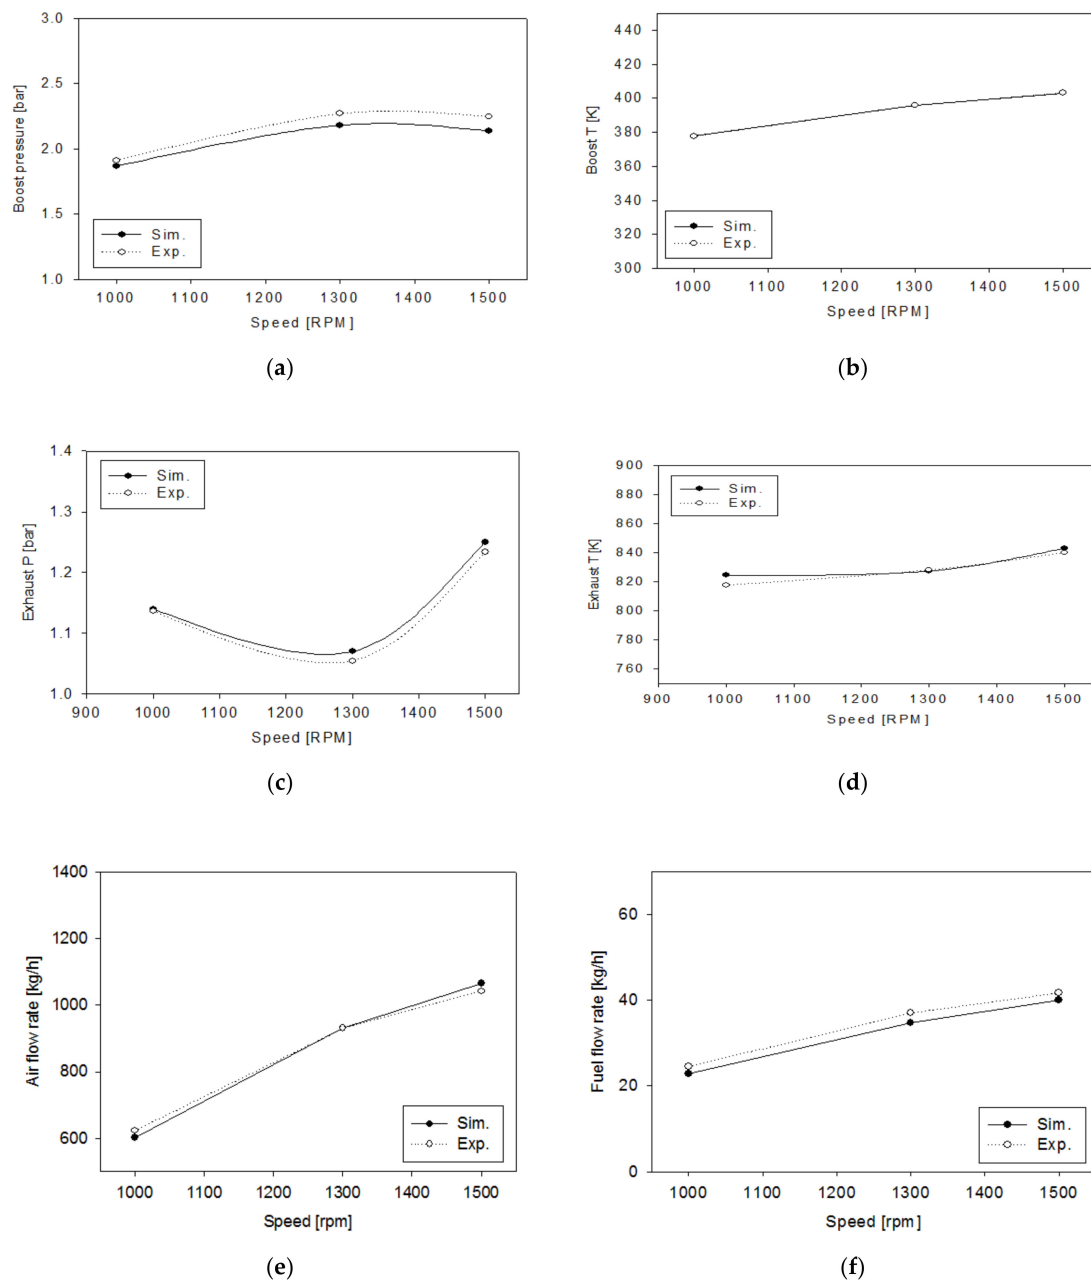 3.0
2.5
2.0
1.5
1.0
Boost pressure [bar]
Sim.
Exp.
1000 1100 1200 1300 1400 1500
Speed [RPM]
(a)
440
420
400
380
360
340
320
300
Boost T [K]
Sim.
Exp.
1000 1100 1200 1300 1400 1500
Speed [RPM]
(b)
1.4
1.3
1.2
1.1
1.0
Exhaust P [bar]
Sim.
Exp.
900 1000 1100 1200 1300 1400 1500
Speed [RPM]
(c)
900
880
860
840
820
800
780
760
Exhaust T [K]
Sim.
Exp.
900 1000 1100 1200 1300 1400 1500
Speed [RPM]
(d)
1400
1200
1000
800
600
Air flow rate [kg/h]
Sim.
Exp.
1000 1100 1200 1300 1400 1500
Speed [rpm]
(e)
60
40
20
0
Fuel flow rate [kg/h]
Sim.
Exp.
1000 1100 1200 1300 1400 1500
Speed [rpm]
(f)